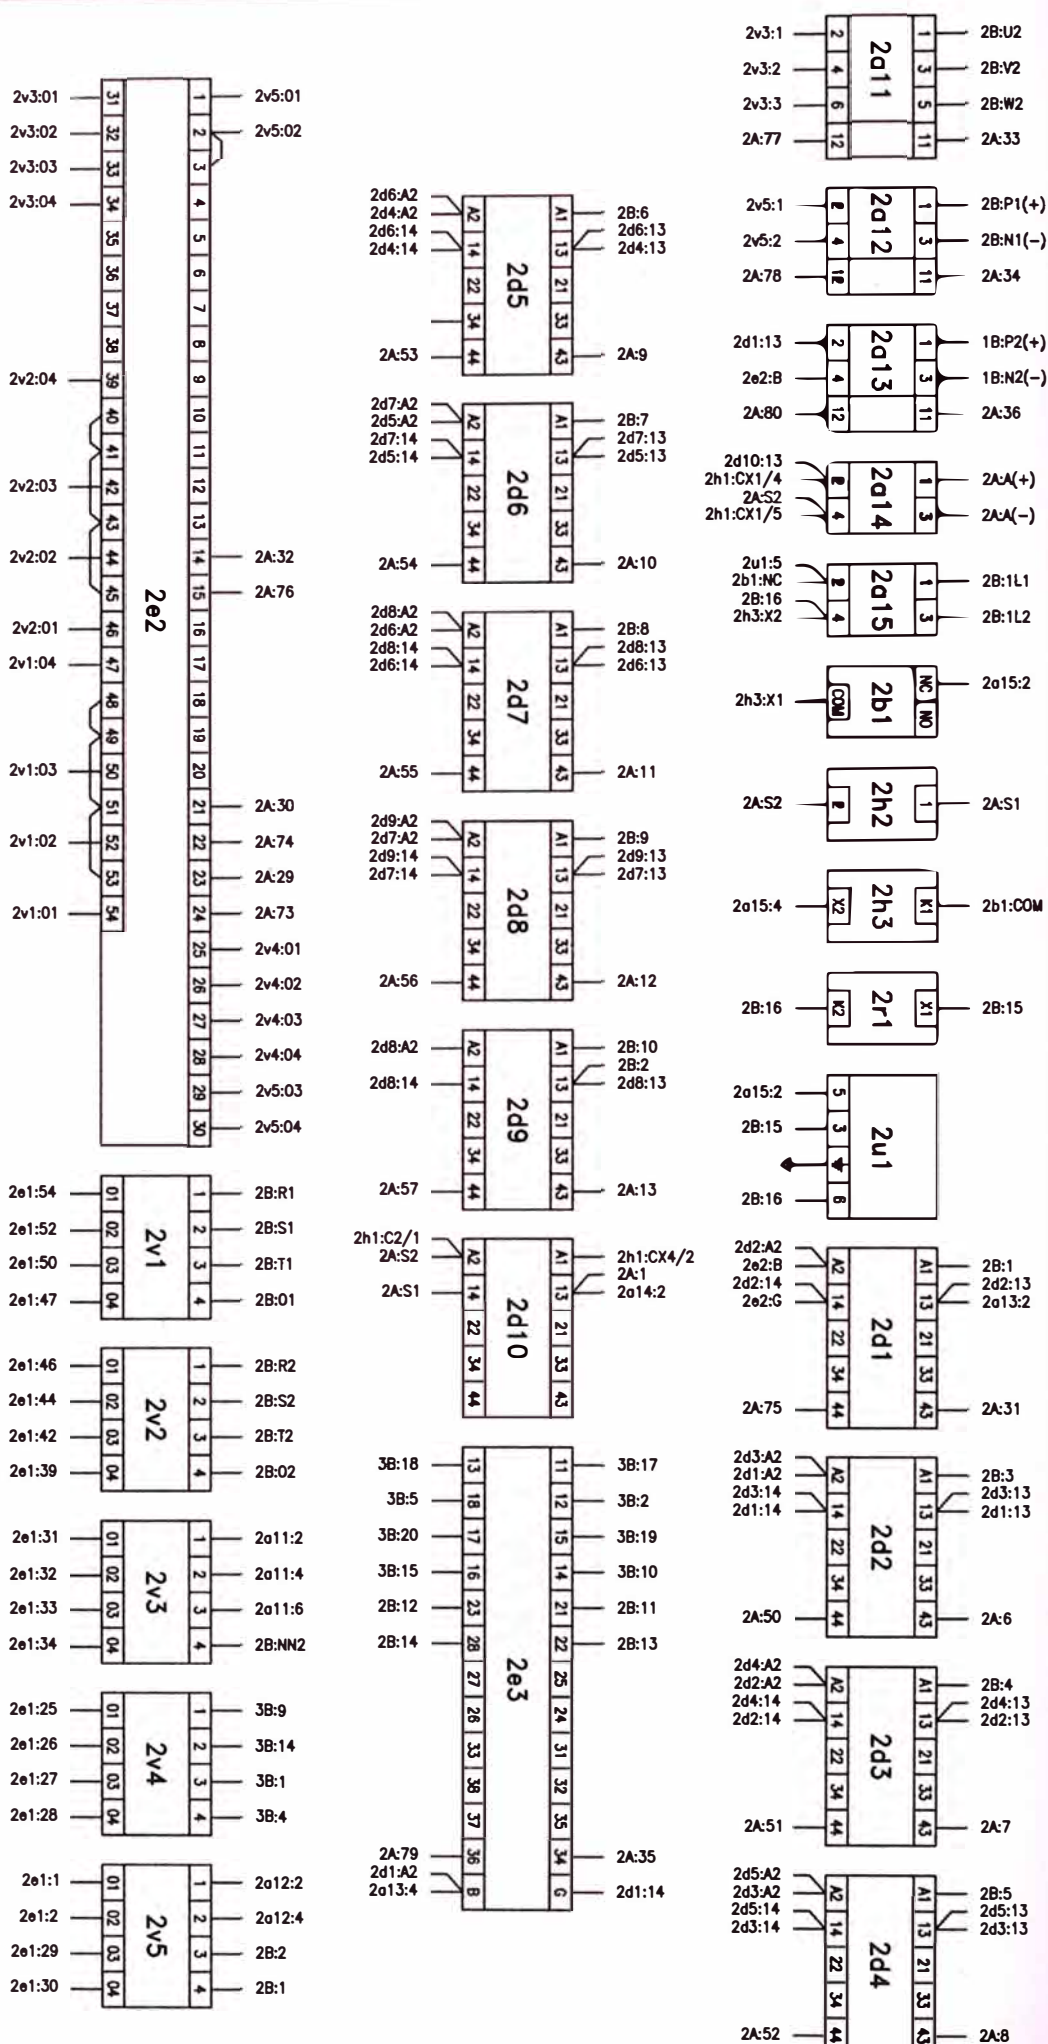 2e2
2v3:01 31 1 2v5:01
2v3:02 32 2 2v5:02
2v3:03 33 3
2v3:04 34 4
35 5
36 6
37 7
38 8
2v2:04 39 9
40 10
41 11
2v2:03 42 12
43 13
2v2:02 44 14 2A:32
45 15 2A:76
2v2:01 46 16
2v1:04 47 17
48 18
49 19
2v1:03 50 20
51 21 2A:30
2v1:02 52 22 2A:74
53 23 2A:29
2v1:01 54 24 2A:73
25 2v4:01
26 2v4:02
27 2v4:03
28 2v4:04
29 2v5:03
30 2v5:04
2v1
2e1:54 01 1 2B:R1
2e1:52 02 2 2B:S1
2e1:50 03 3 2B:T1
2e1:47 04 4 2B:01
2v2
2e1:46 01 1 2B:R2
2e1:44 02 2 2B:S2
2e1:42 03 3 2B:T2
2e1:39 04 4 2B:02
2v3
2e1:31 01 1 2a11:2
2e1:32 02 2 2a11:4
2e1:33 03 3 2a11:6
2e1:34 04 4 2B:NN2
2v4
2e1:25 01 1 3B:9
2e1:26 02 2 3B:14
2e1:27 03 3 3B:1
2e1:28 04 4 3B:4
2v5
2e1:1 01 1 2a12:2
2e1:2 02 2 2a12:4
2e1:29 03 3 2B:2
2e1:30 04 4 2B:1
2d5
2d6:A2
2d4:A2 A2 A1 2B:6
2d6:14 2d6:13
2d4:14 14 13 2d4:13
22 21
34 33
2A:53 44 43 2A:9
2d6
2d7:A2
2d5:A2 A2 A1 2B:7
2d7:14 2d7:13
2d5:14 14 13 2d5:13
22 21
34 33
2A:54 44 43 2A:10
2d7
2d8:A2
2d6:A2 A2 A1 2B:8
2d8:14 2d8:13
2d6:14 14 13 2d6:13
22 21
34 33
2A:55 44 43 2A:11
2d8
2d9:A2
2d7:A2 A2 A1 2B:9
2d9:14 2d9:13
2d7:14 14 13 2d7:13
22 21
34 33
2A:56 44 43 2A:12
2d9
2d8:A2 A2 A1 2B:10
2B:2
2d8:14 14 13 2d8:13
22 21
34 33
2A:57 44 43 2A:13
2d10
2h1:C2/1
2A:S2 A2 A1 2h1:CX4/2
2A:1
2A:S1 14 13 2a14:2
22 21
34 33
44 43
2e3
3B:18 13 11 3B:17
3B:5 18 12 3B:2
3B:20 17 15 3B:19
3B:15 16 14 3B:10
2B:12 23 21 2B:11
2B:14 28 22 2B:13
27 25
26 24
33 31
38 32
37 35
2A:79 36 34 2A:35
2d1:A2
2a13:4 B G 2d1:14
2a11
2v3:1 2 1 2B:U2
2v3:2 4 3 2B:V2
2v3:3 6 5 2B:W2
2A:77 12 11 2A:33
2a12
2v5:1 2 1 2B:P1(+)
2v5:2 4 3 2B:N1(-)
2A:78 12 11 2A:34
2a13
2d1:13 2 1 1B:P2(+)
2e2:B 4 3 1B:N2(-)
2A:80 12 11 2A:36
2a14
2d10:13
2h1:CX1/4 2 1 2A:A(+)
2A:S2
2h1:CX1/5 4 3 2A:A(-)
2a15
2u1:5
2b1:NC 2 1 2B:1L1
2B:16
2h3:X2 4 3 2B:1L2
2b1
NC 2a15:2
2h3:X1 COM NO
2h2
2A:S2 2 1 2A:S1
2h3
2a15:4 X2 K1 2b1:COM
2r1
2B:16 K2 X1 2B:15
2u1
2a15:2 5
2B:15 3
2B:16 6
2d1
2d2:A2
2e2:B A2 A1 2B:1
2d2:14 2d2:13
2e2:G 14 13 2a13:2
22 21
34 33
2A:75 44 43 2A:31
2d2
2d3:A2
2d1:A2 A2 A1 2B:3
2d3:14 2d3:13
2d1:14 14 13 2d1:13
22 21
34 33
2A:50 44 43 2A:6
2d3
2d4:A2
2d2:A2 A2 A1 2B:4
2d4:14 2d4:13
2d2:14 14 13 2d2:13
22 21
34 33
2A:51 44 43 2A:7
2d4
2d5:A2
2d3:A2 A2 A1 2B:5
2d5:14 2d5:13
2d3:14 14 13 2d3:13
22 21
34 33
2A:52 44 43 2A:8